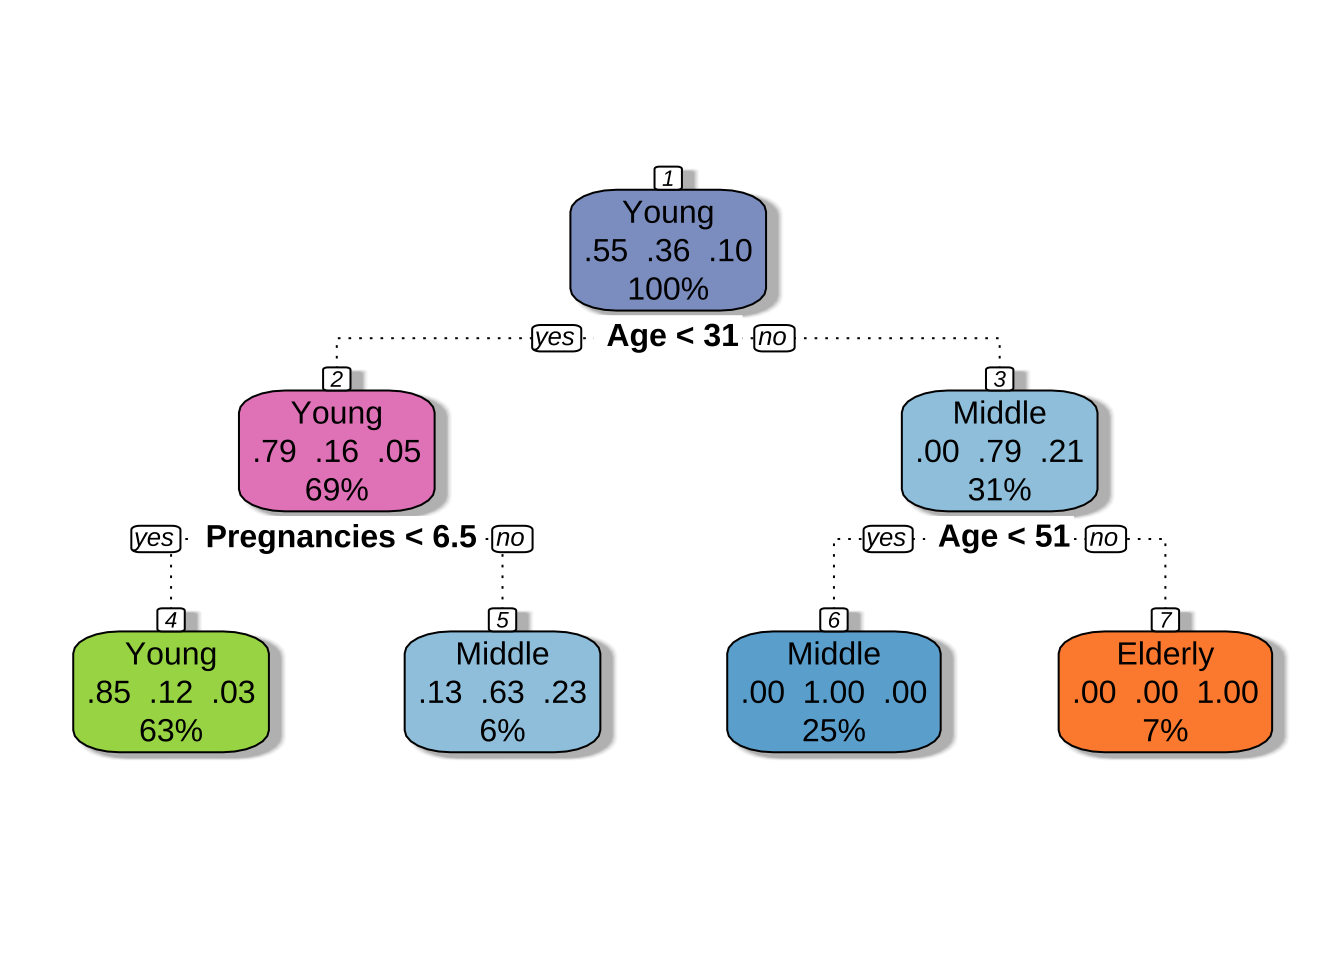 1
Young
.55 .36 .10
100%
yes Age < 31 no
2
Young
.79 .16 .05
69%
3
Middle
.00 .79 .21
31%
yes Pregnancies < 6.5 no
yes Age < 51 no
4
Young
.85 .12 .03
63%
5
Middle
.13 .63 .23
6%
6
Middle
.00 1.00 .00
25%
7
Elderly
.00 .00 1.00
7%